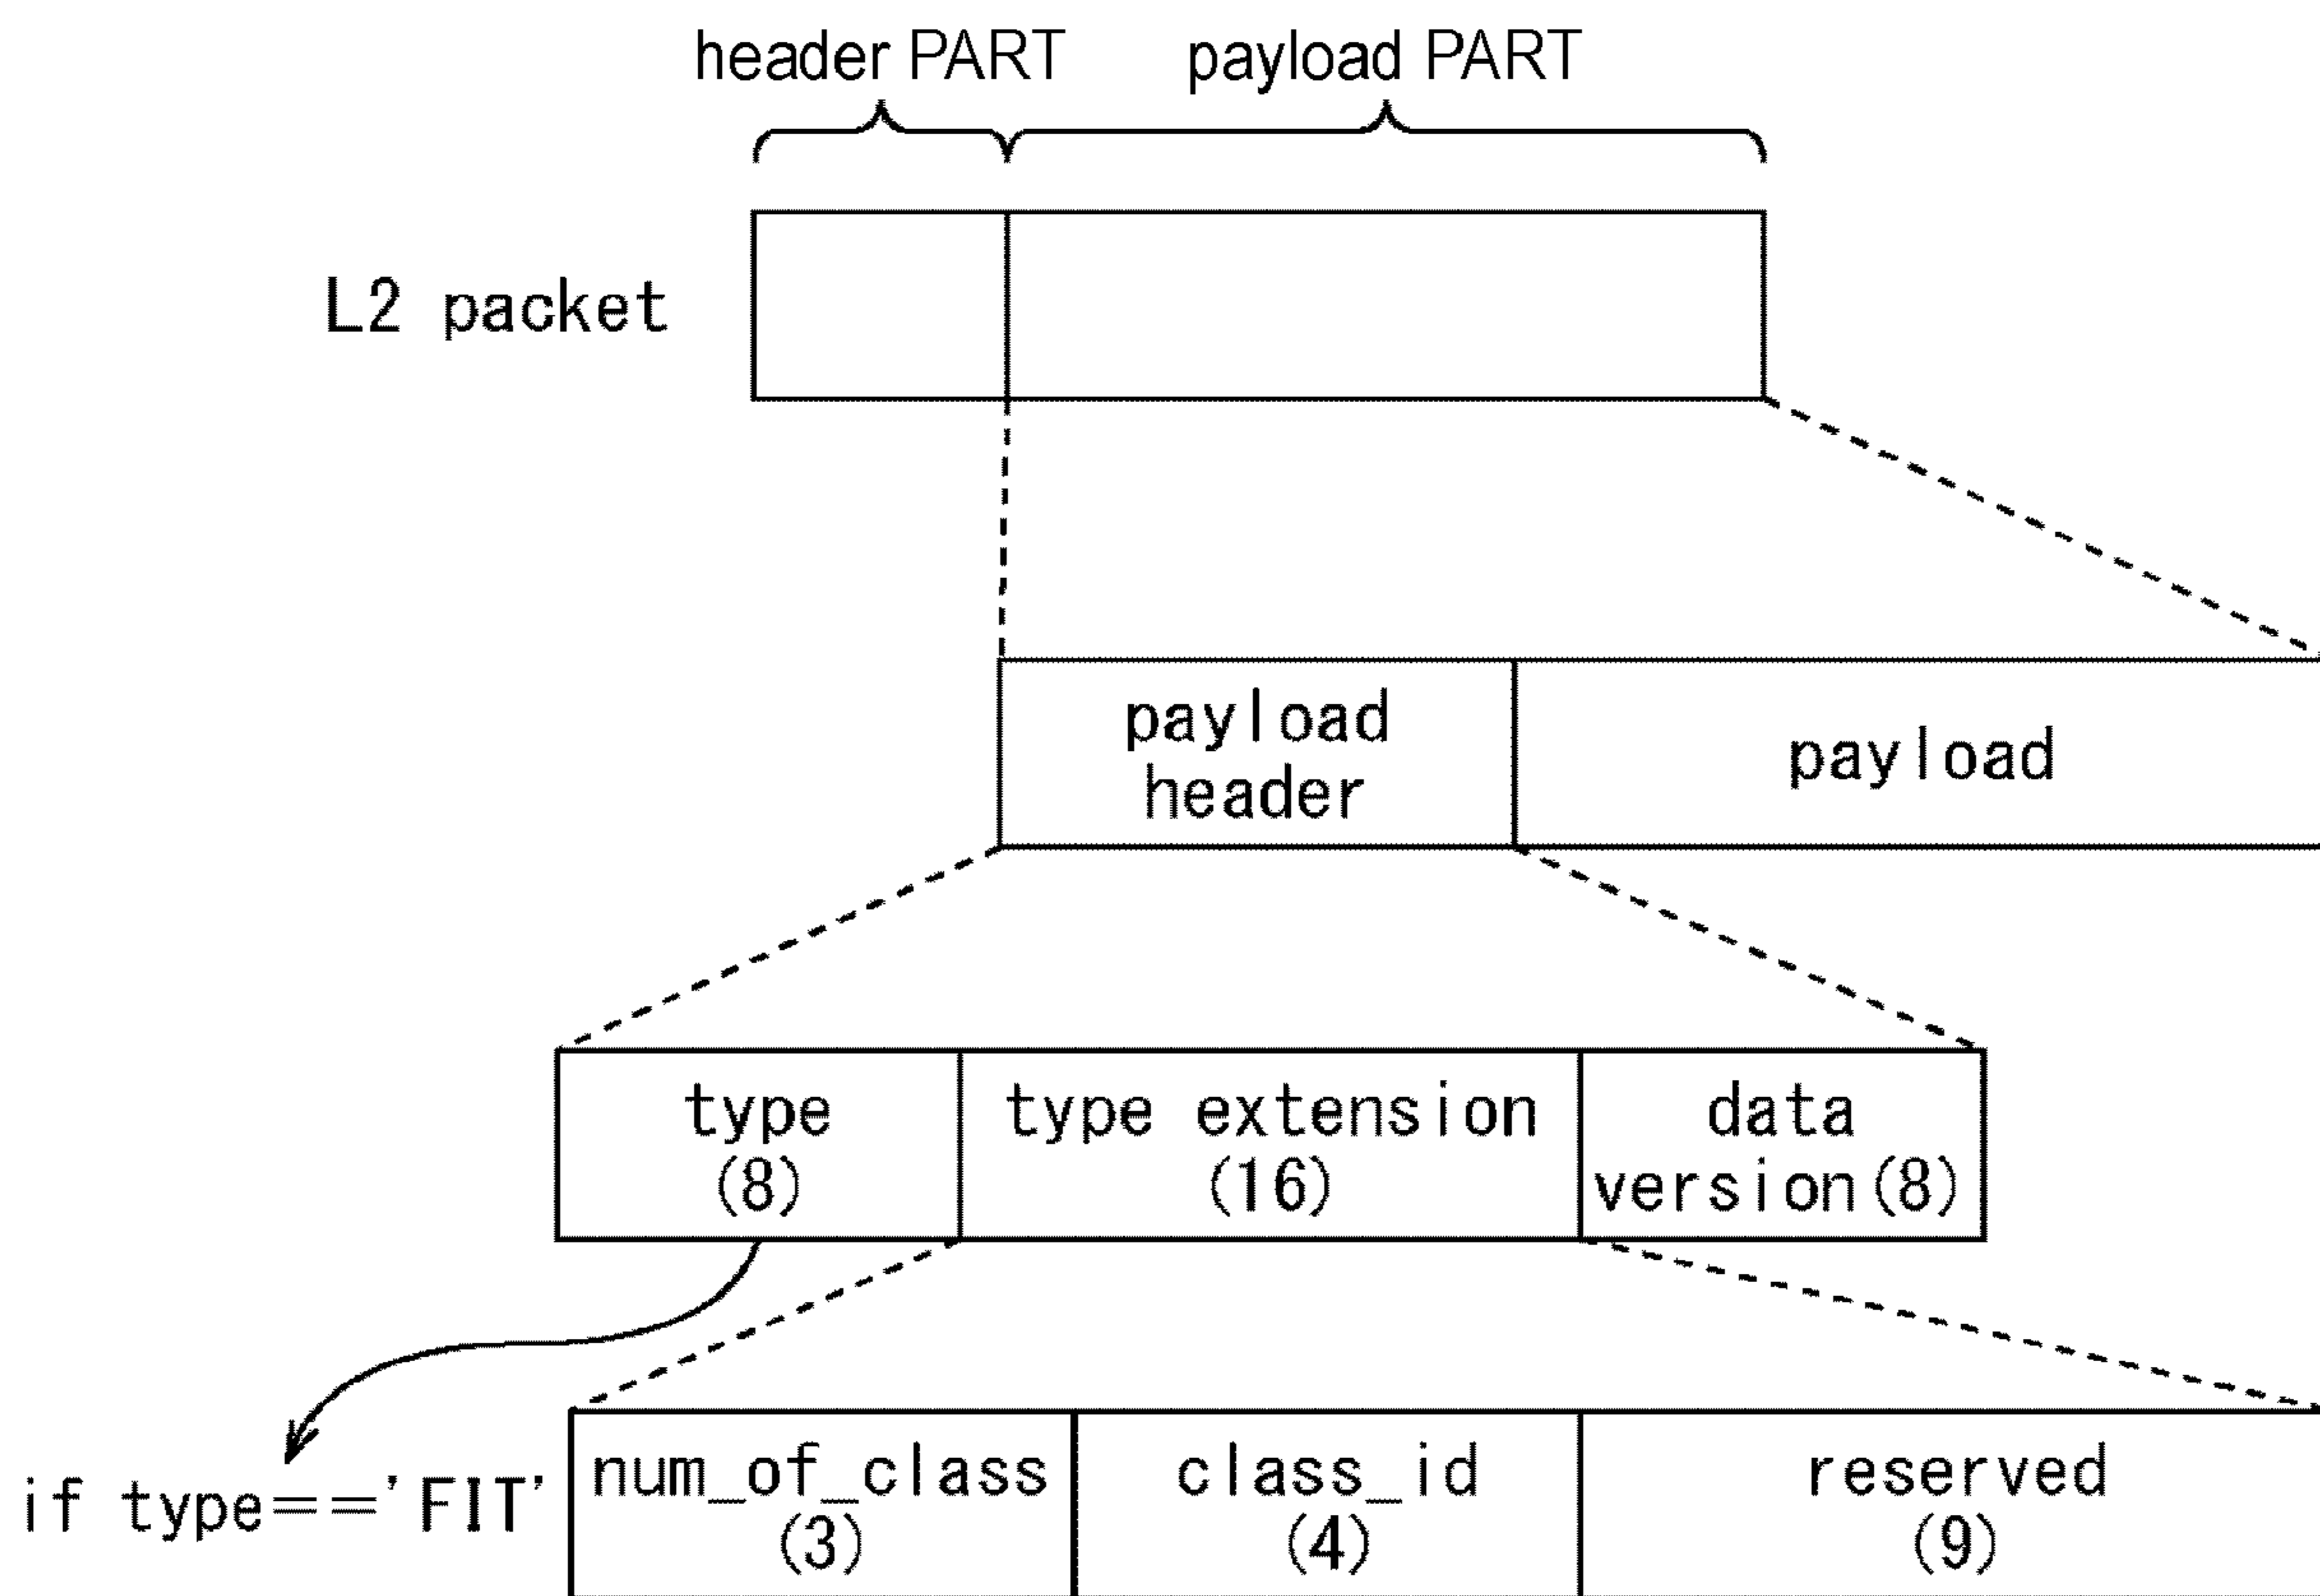 header PART payload PART
L2 packet
payload
header
payload
type
(8)
type extension
(16)
data
version(8)
if type=='FIT'
num_of_class
(3)
class_id
(4)
reserved
(9)